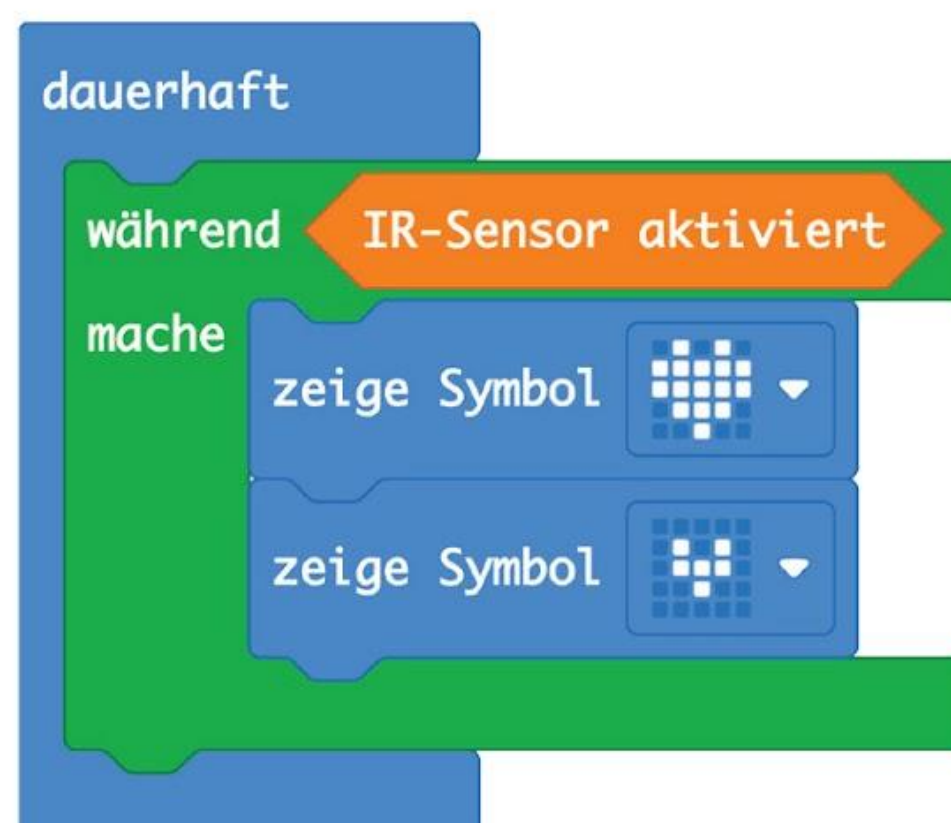 dauerhaft
während IR-Sensor aktiviert
mache
zeige Symbol
zeige Symbol